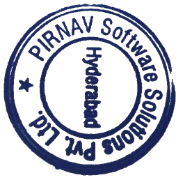 PIRNAV Software Solutions Pvt. Ltd.
★
Hyderabad